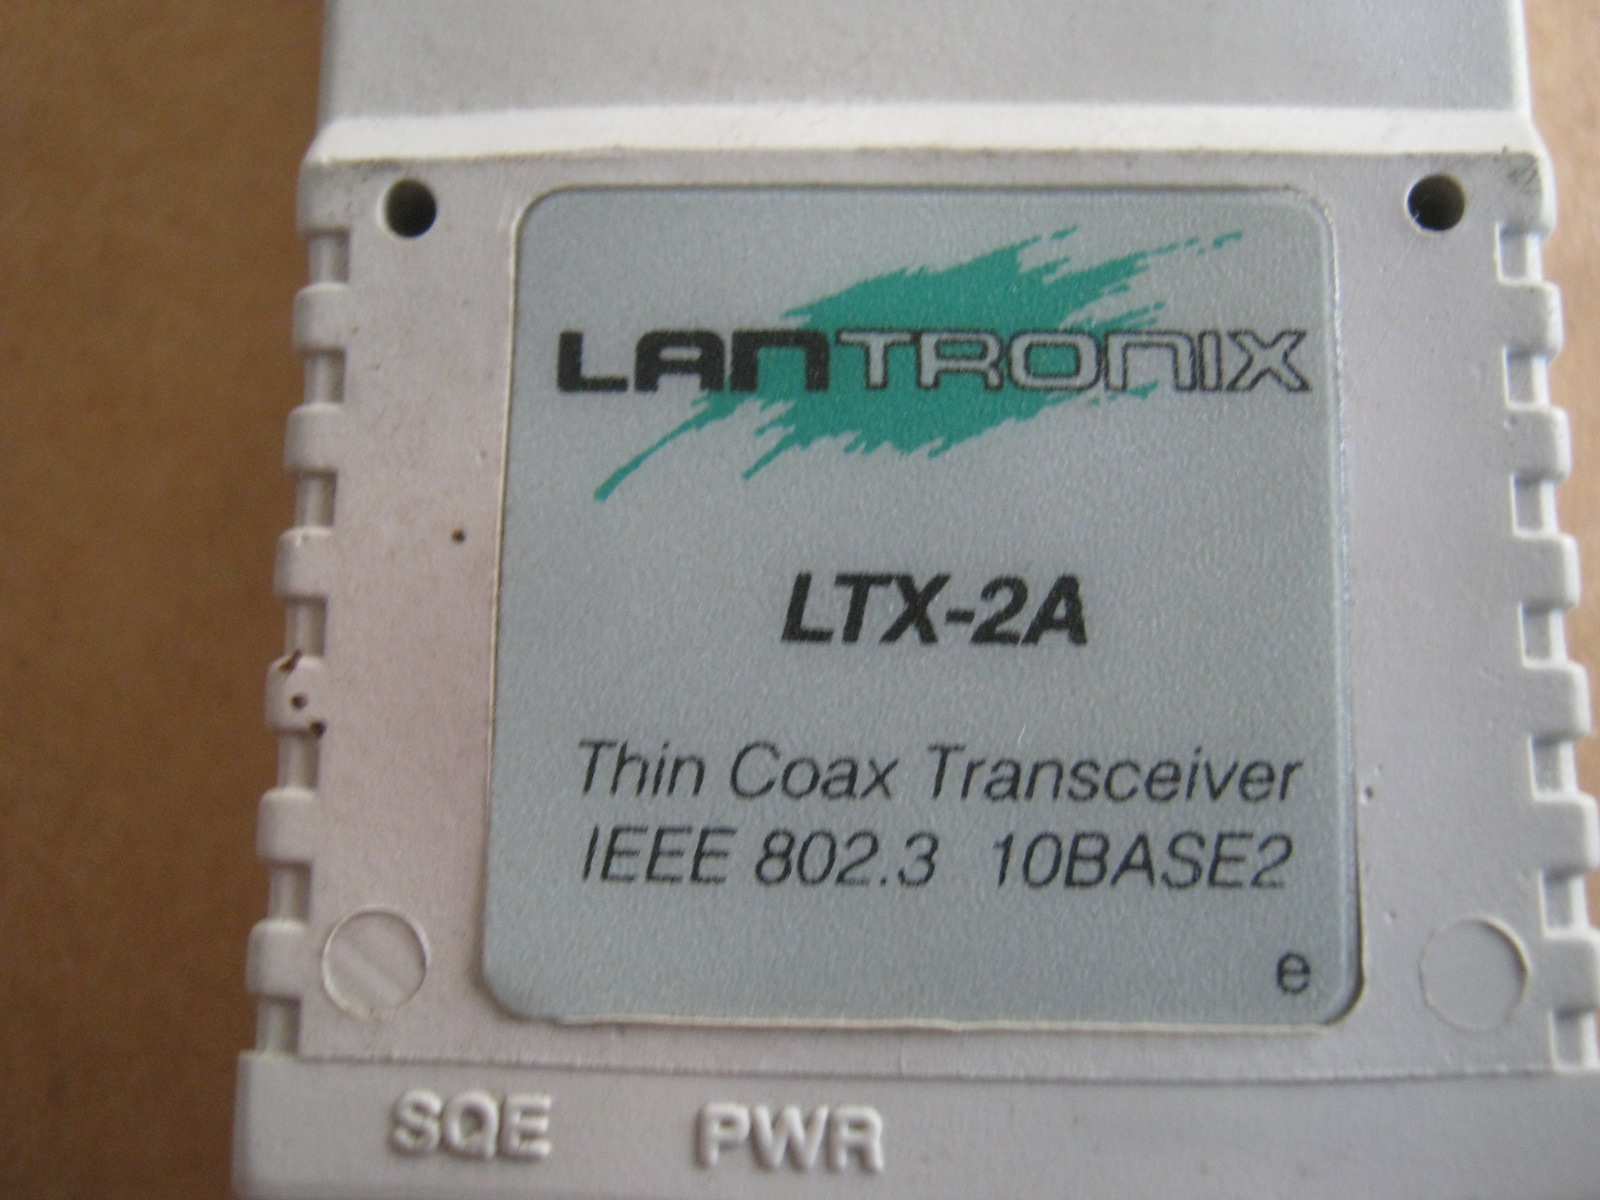 LANTRONIX
LTX-2A
Thin Coax Transceiver
IEEE 802.3 10BASE2
e
SQE PWR